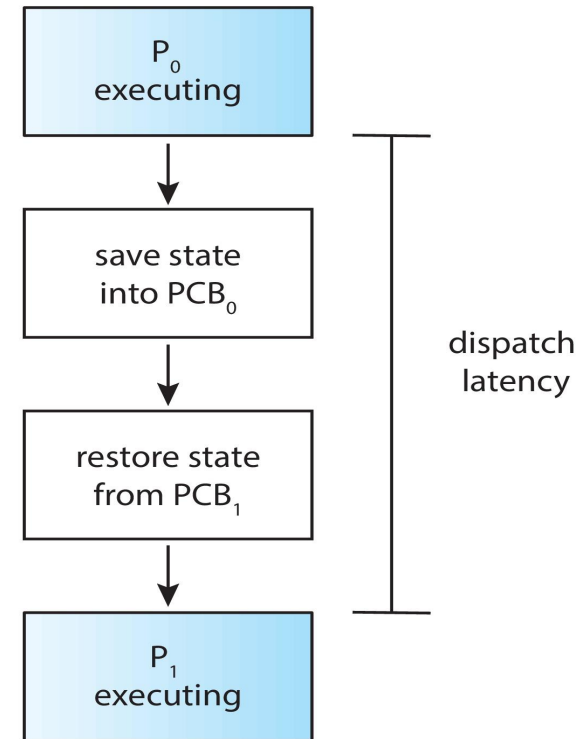 P₀
executing
save state
into PCB₀
dispatch
latency
restore state
from PCB₁
P₁
executing